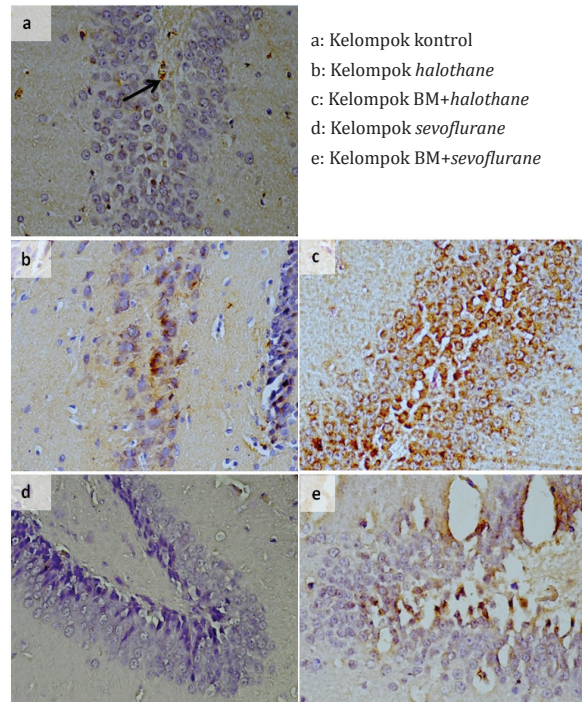 a
a: Kelompok kontrol
b: Kelompok halothane
c: Kelompok BM+halothane
d: Kelompok sevoflurane
e: Kelompok BM+sevoflurane
b
c
d
e